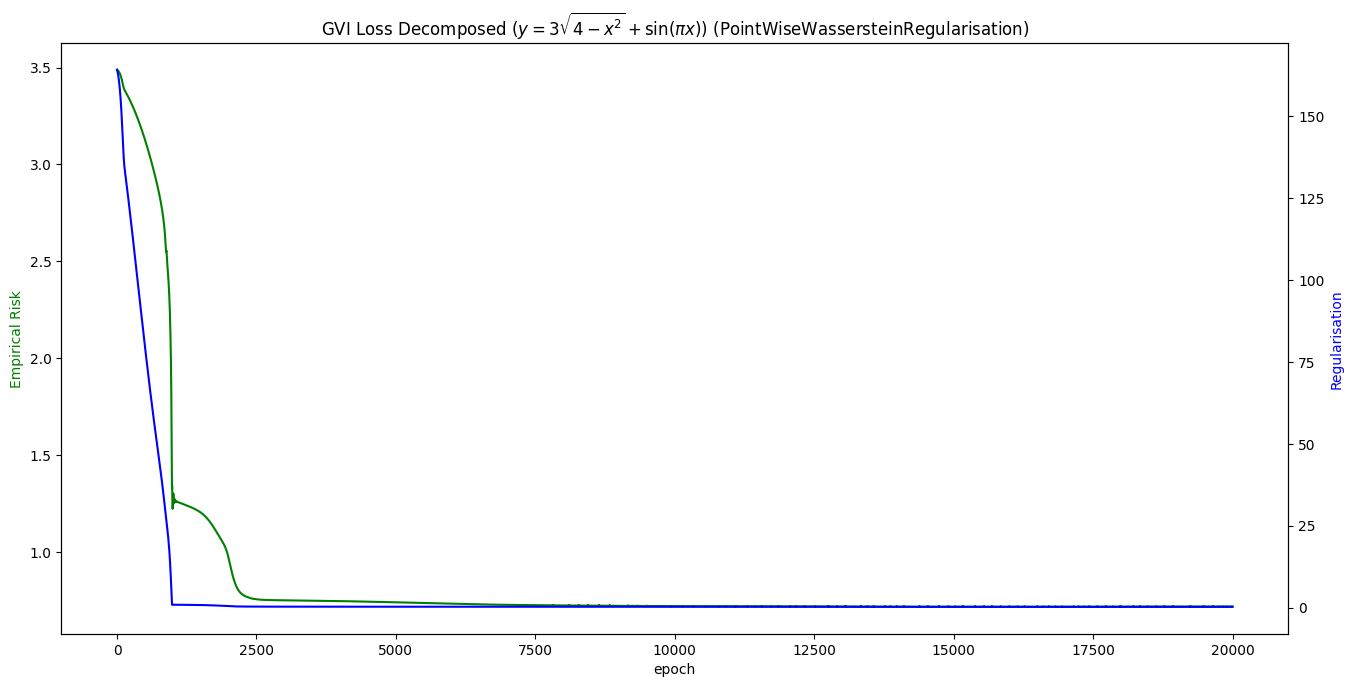 GVI Loss Decomposed ($y = 3\sqrt{4 - x^2} + \sin(\pi x)$) (PointWiseWassersteinRegularisation)
3.5
3.0
2.5
2.0
1.5
1.0
Empirical Risk
150
125
100
75
50
25
0
Regularisation
0 2500 5000 7500 10000 12500 15000 17500 20000
epoch